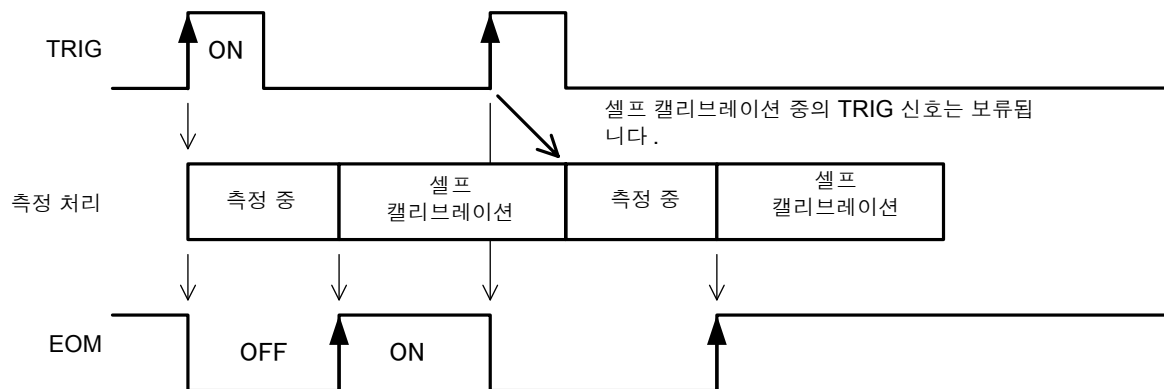 TRIG
ON
셀프 캘리브레이션 중의 TRIG 신호는 보류됩
니다 .
측정 처리
측정 중
셀프
캘리브레이션
측정 중
셀프
캘리브레이션
EOM
OFF
ON